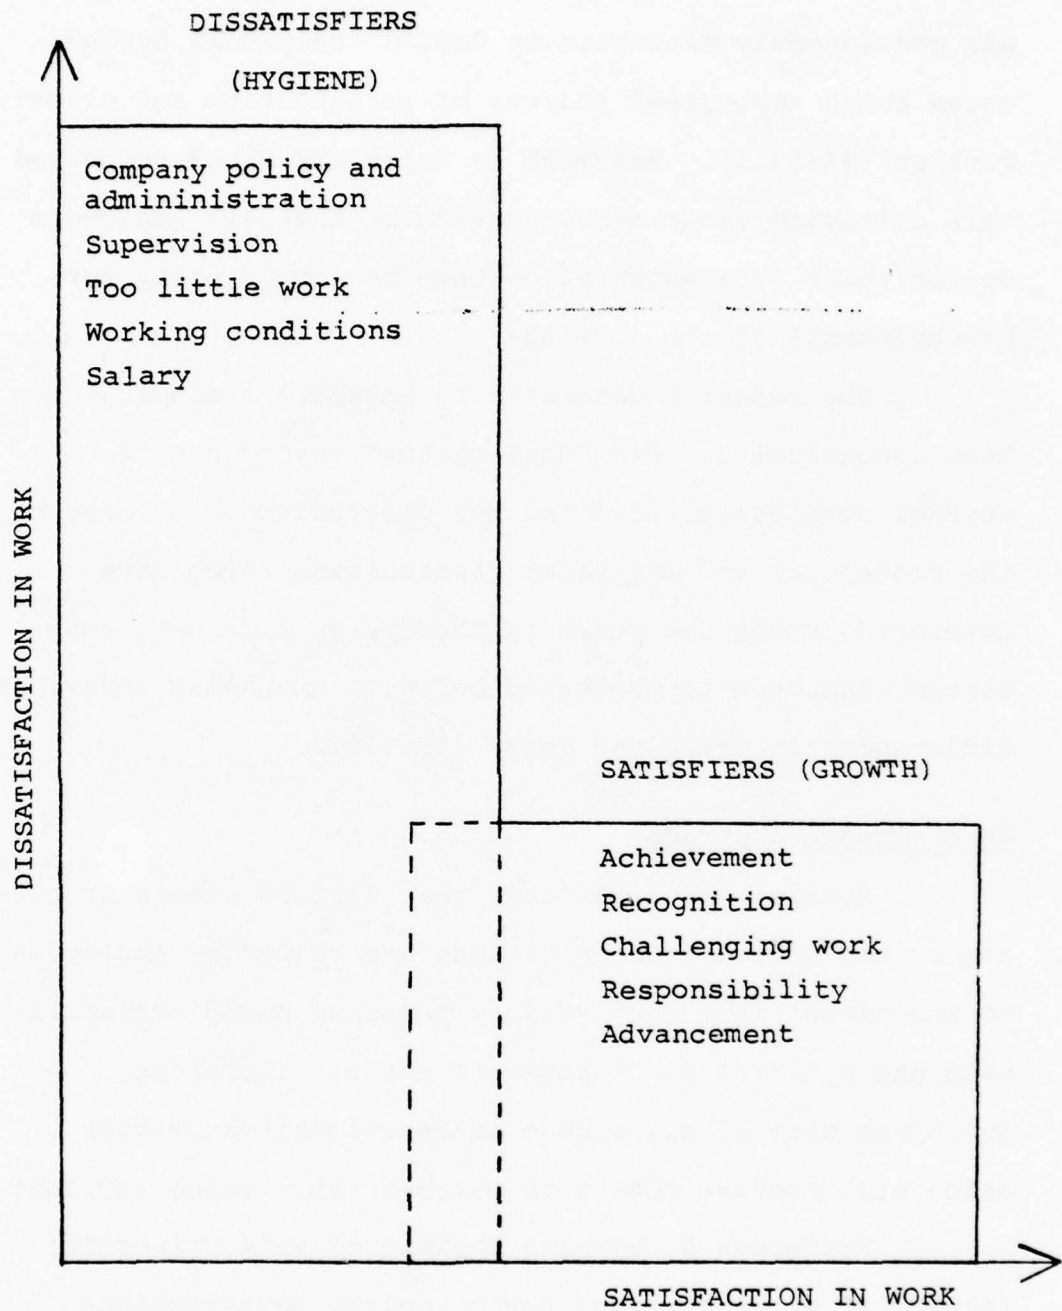 DISSATISFIERS
(HYGIENE)
Company policy and
admininistration
Supervision
Too little work
Working conditions
Salary
DISSATISFACTION IN WORK
SATISFIERS (GROWTH)
Achievement
Recognition
Challenging work
Responsibility
Advancement
SATISFACTION IN WORK